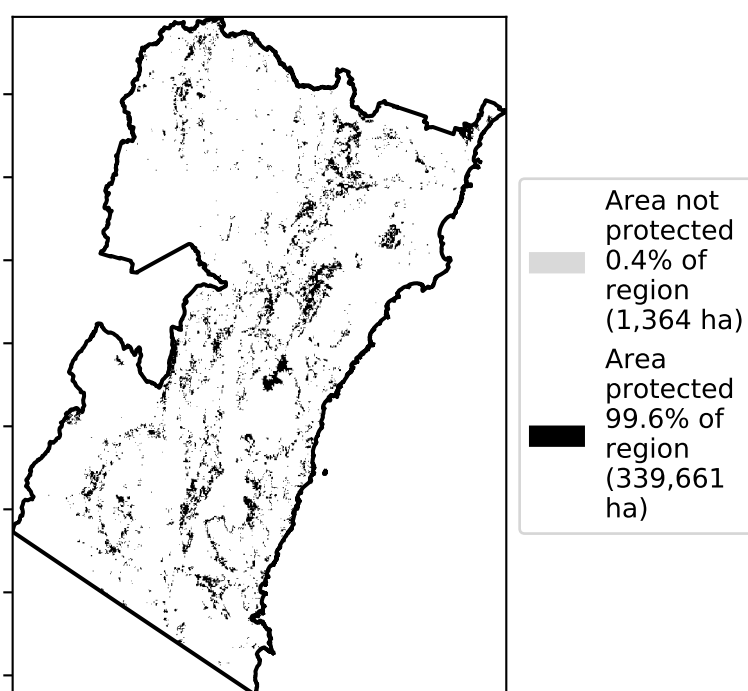 Area not
protected
0.4% of
region
(1,364 ha)
Area
protected
99.6% of
region
(339,661
ha)